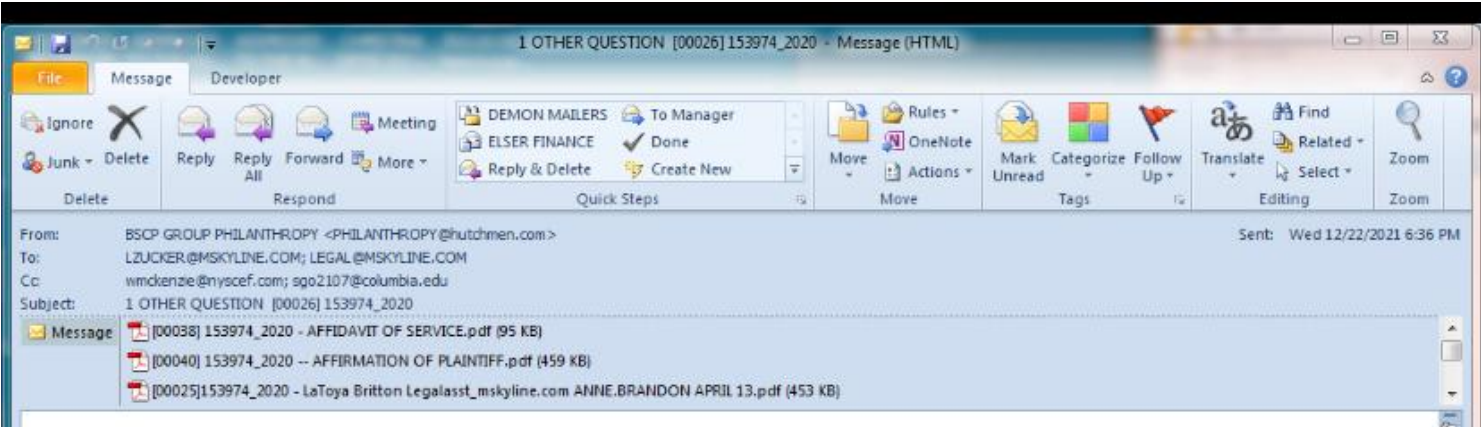 1 OTHER QUESTION [00026] 153974_2020 - Message (HTML)
File Message Developer
Ignore
Junk
Delete
Reply
Reply All
Forward
Meeting
More
DEMON MAILERS
To Manager
ELSER FINANCE
Done
Reply & Delete
Create New
Move
Rules
OneNote
Actions
Mark Unread
Categorize
Follow Up
Translate
Find
Related
Select
Zoom
Delete Respond Quick Steps Move Tags Editing Zoom
From: BSCP GROUP PHILANTHROPY <PHILANTHROPY@hutchmen.com> Sent: Wed 12/22/2021 6:36 PM
To: LZUCKER@MSKYLINE.COM; LEGAL@MSKYLINE.COM
Cc: wmckenzie@nyscef.com; sgo2107@columbia.edu
Subject: 1 OTHER QUESTION [00026] 153974_2020
Message [00038] 153974_2020 - AFFIDAVIT OF SERVICE.pdf (95 KB)
[00040] 153974_2020 -- AFFIRMATION OF PLAINTIFF.pdf (459 KB)
[00025]153974_2020 - LaToya Britton Legalasst_mskyline.com ANNE.BRANDON APRIL 13.pdf (453 KB)